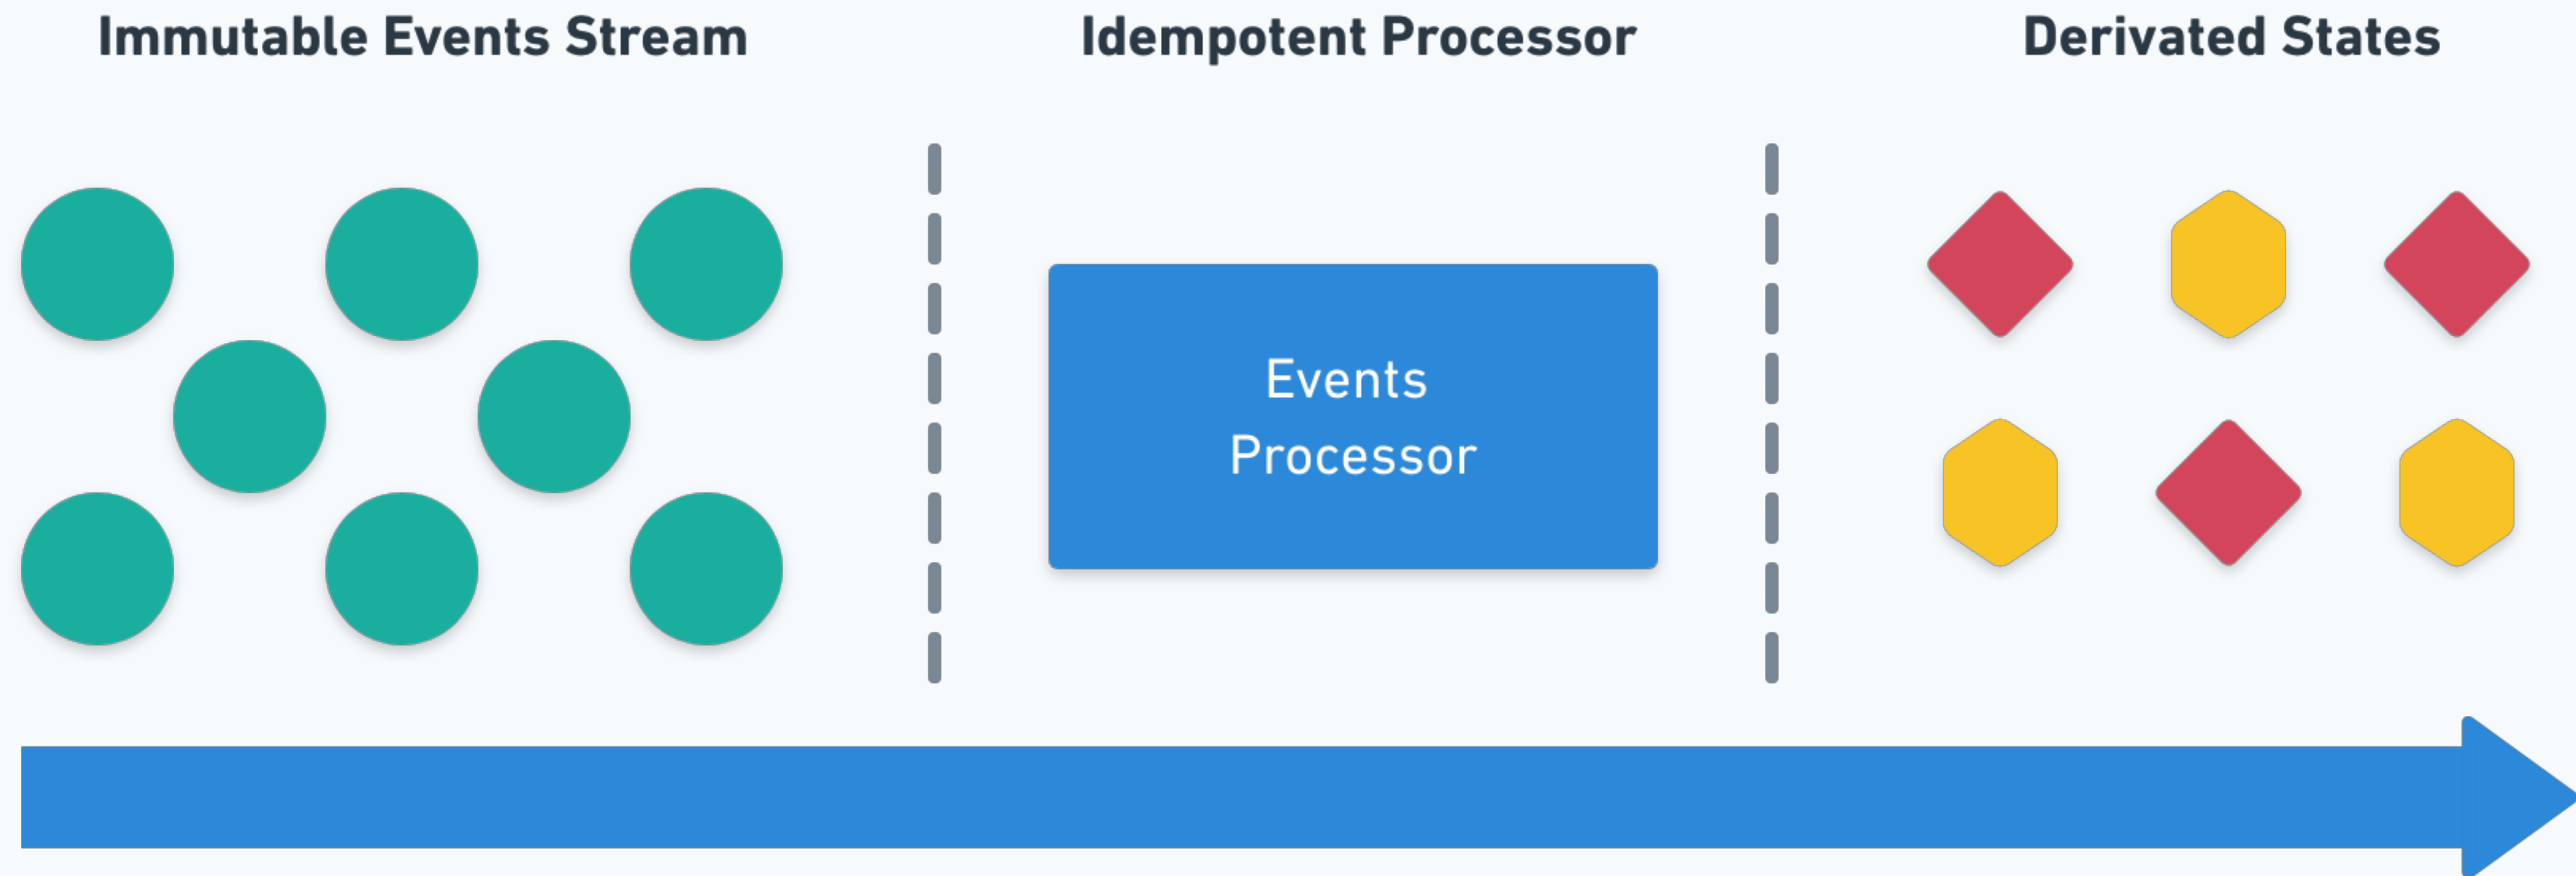 Immutable Events Stream
Idempotent Processor
Derivated States
Events
Processor